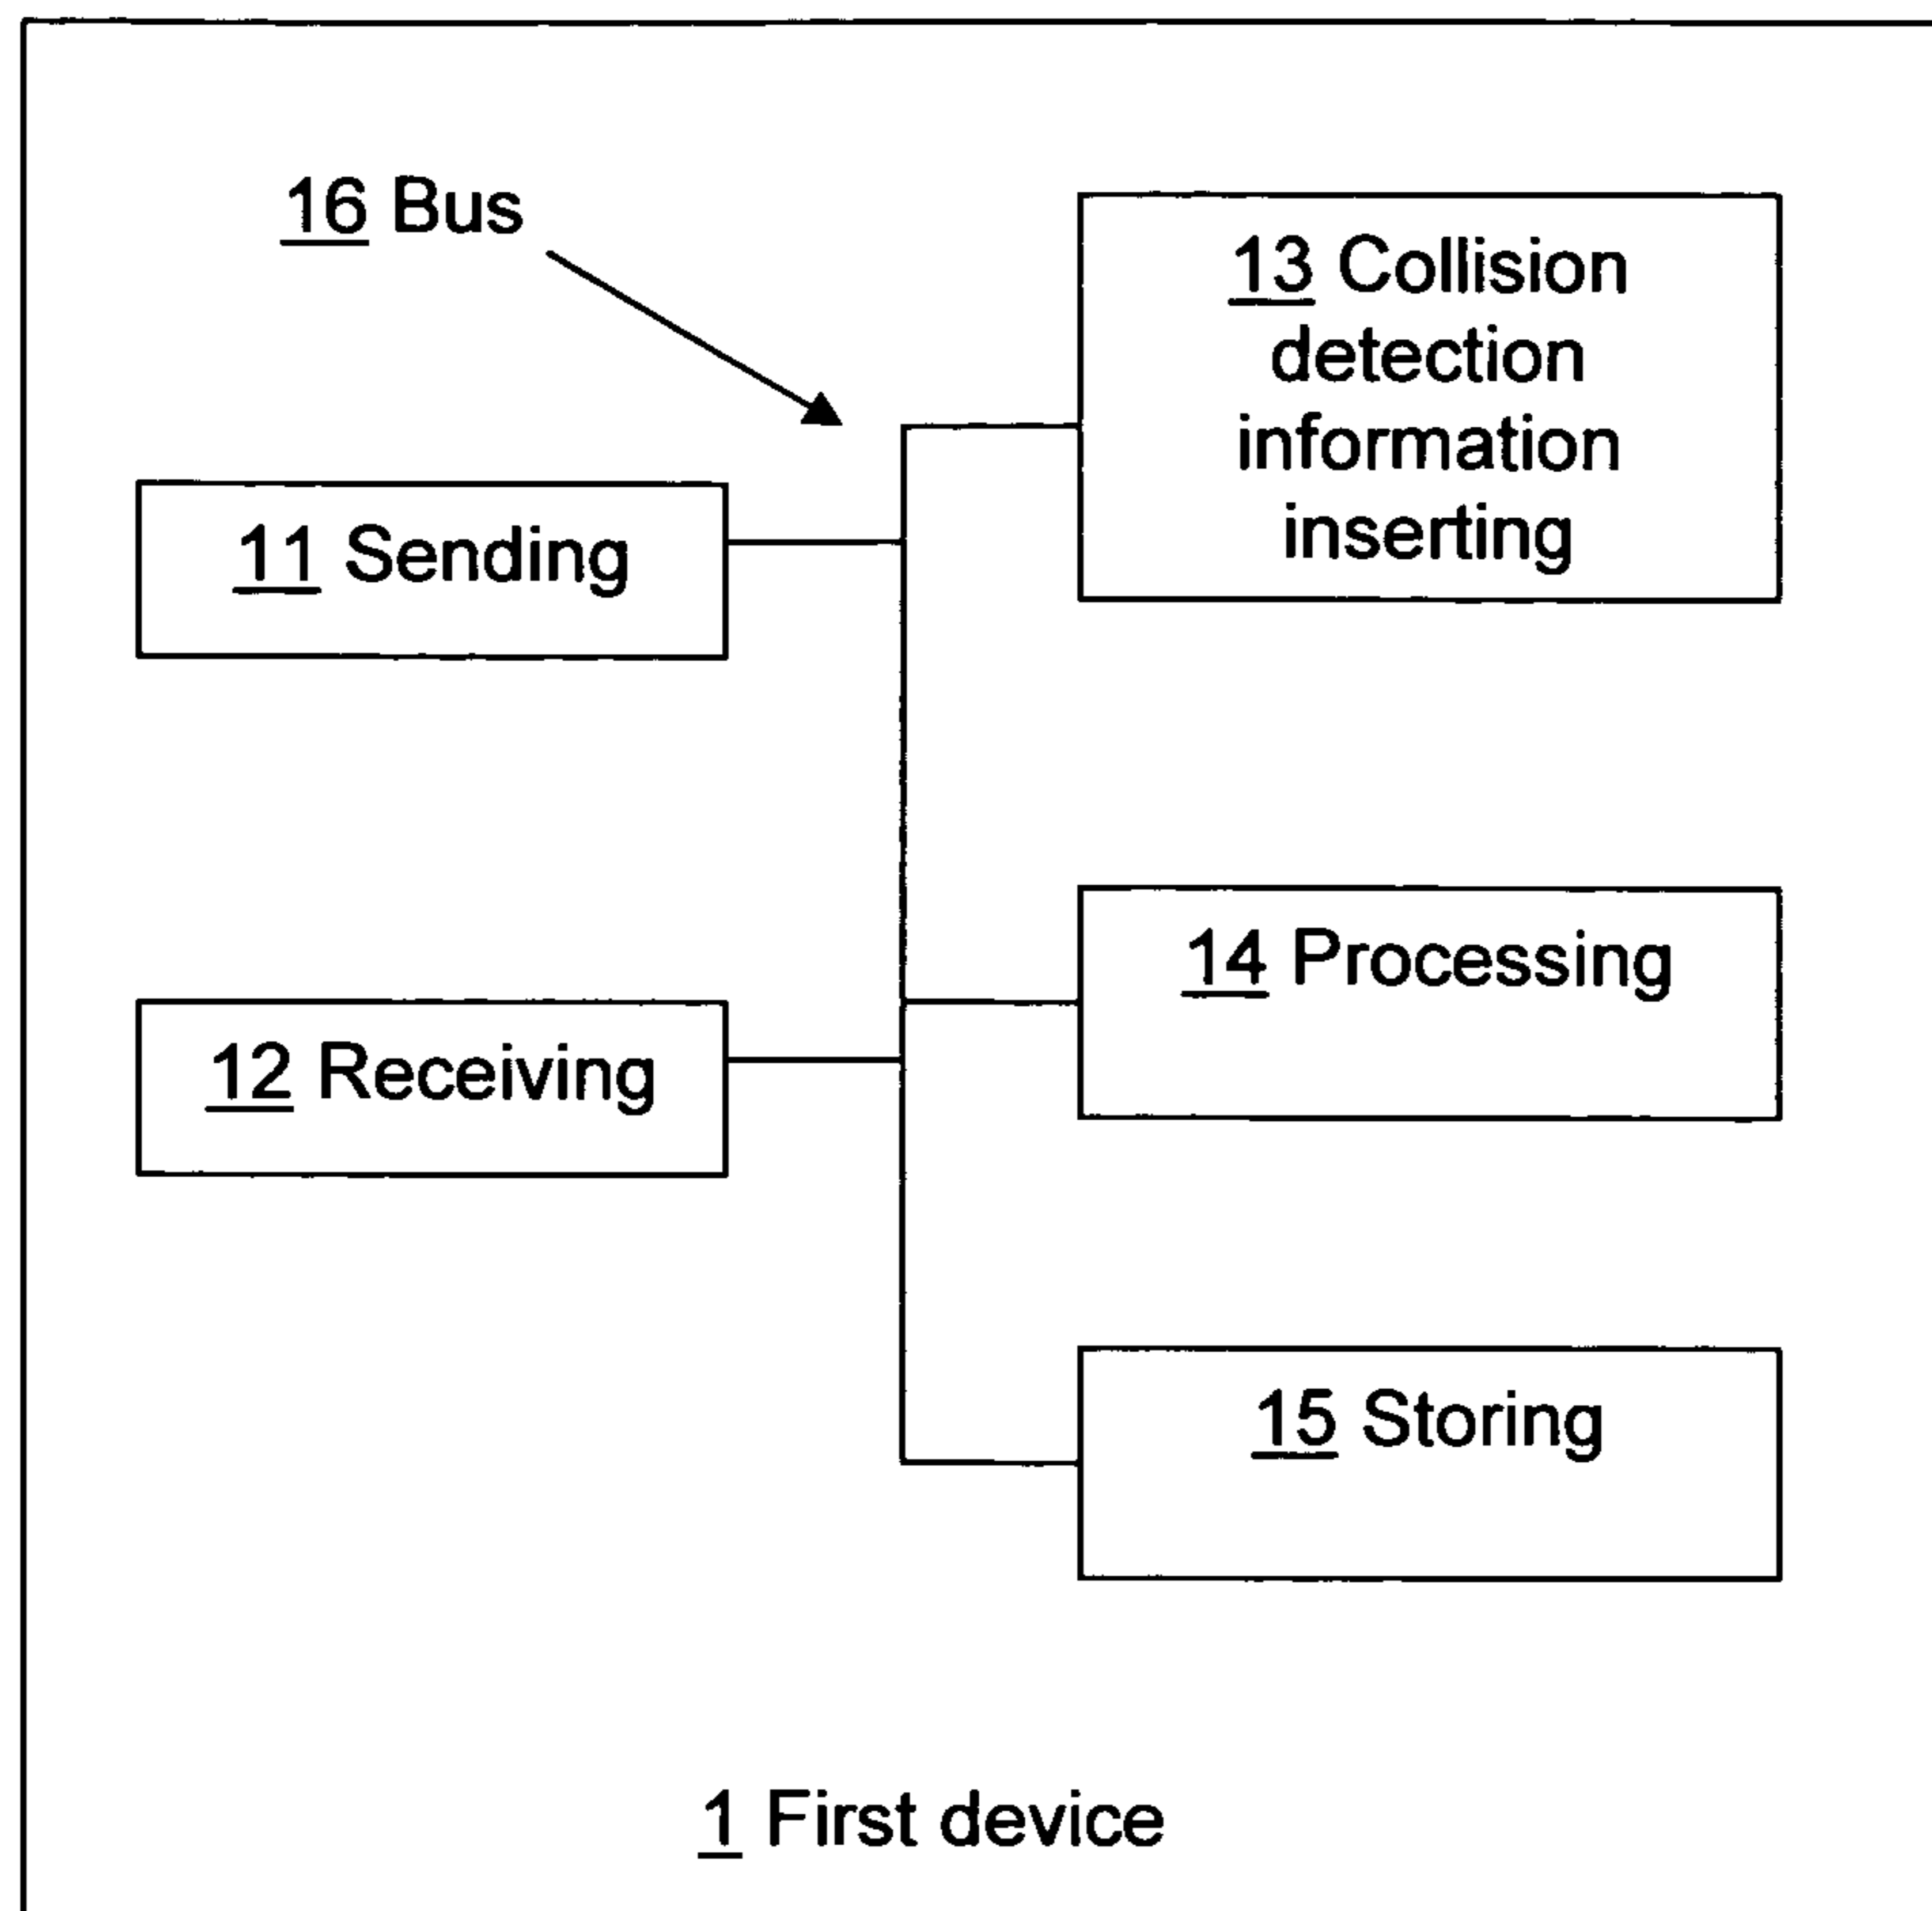 16 Bus
13 Collision
detection
information
inserting
11 Sending
14 Processing
12 Receiving
15 Storing
1 First device